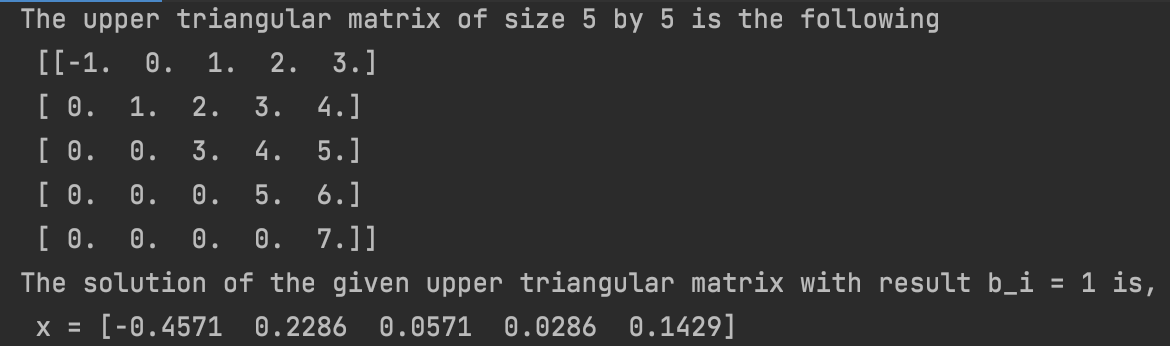 The upper triangular matrix of size 5 by 5 is the following
[[-1. 0. 1. 2. 3.]
[ 0. 1. 2. 3. 4.]
[ 0. 0. 3. 4. 5.]
[ 0. 0. 0. 5. 6.]
[ 0. 0. 0. 0. 7.]]
The solution of the given upper triangular matrix with result b_i = 1 is,
x = [-0.4571 0.2286 0.0571 0.0286 0.1429]